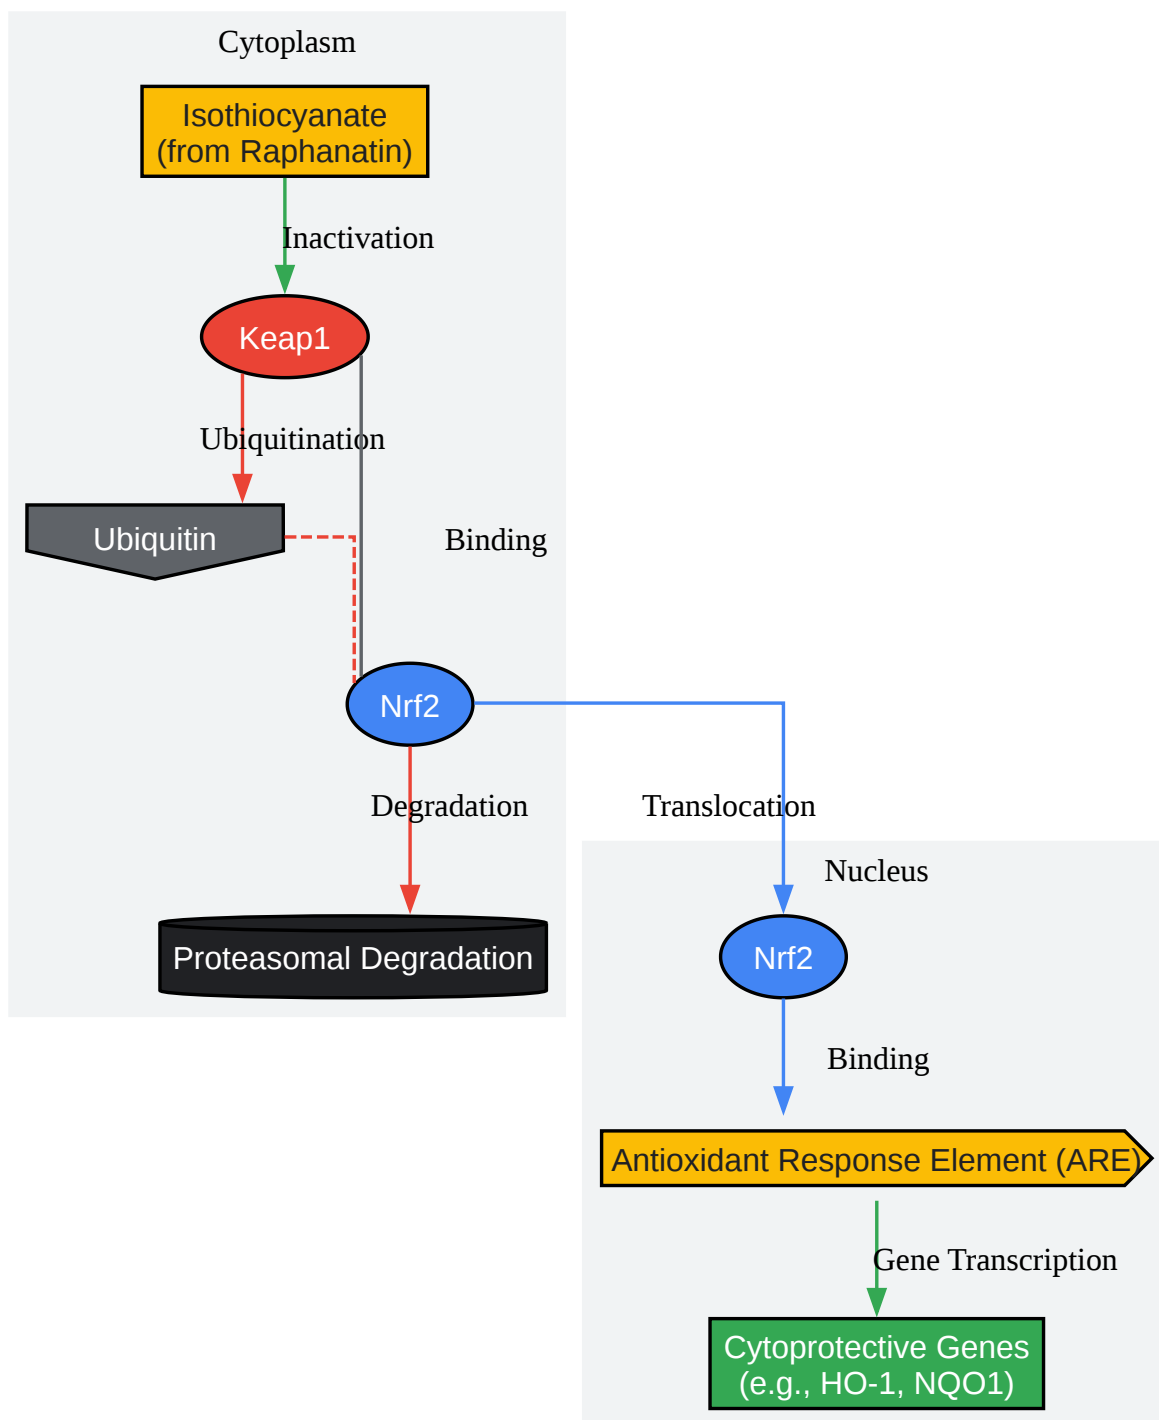 Cytoplasm
Isothiocyanate
(from Raphanatin)
Inactivation
Keap1
Ubiquitination
Ubiquitin
Binding
Nrf2
Degradation
Translocation
Proteasomal Degradation
Nucleus
Nrf2
Binding
Antioxidant Response Element (ARE)
Gene Transcription
Cytoprotective Genes
(e.g., HO-1, NQO1)